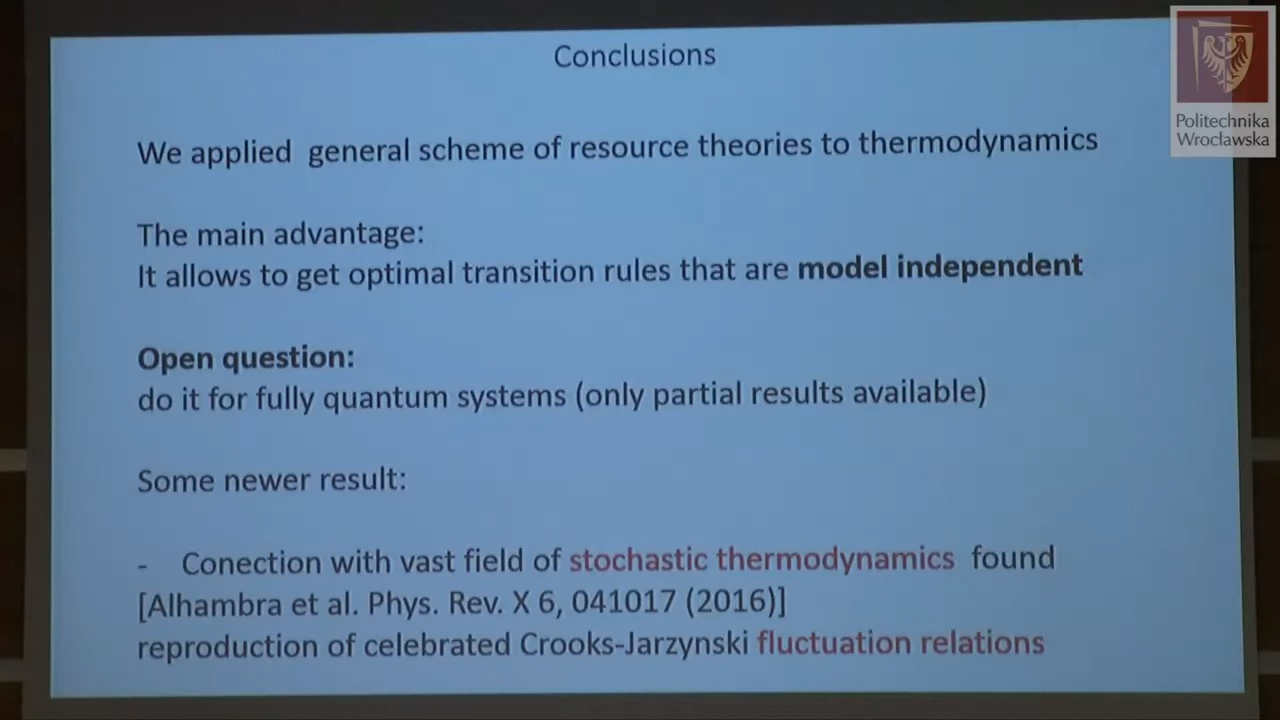 Conclusions
Politechnika
Wrocławska
We applied general scheme of resource theories to thermodynamics
The main advantage:
It allows to get optimal transition rules that are model independent
Open question:
do it for fully quantum systems (only partial results available)
Some newer result:
- Conection with vast field of stochastic thermodynamics found
[Alhambra et al. Phys. Rev. X 6, 041017 (2016)]
reproduction of celebrated Crooks-Jarzynski fluctuation relations